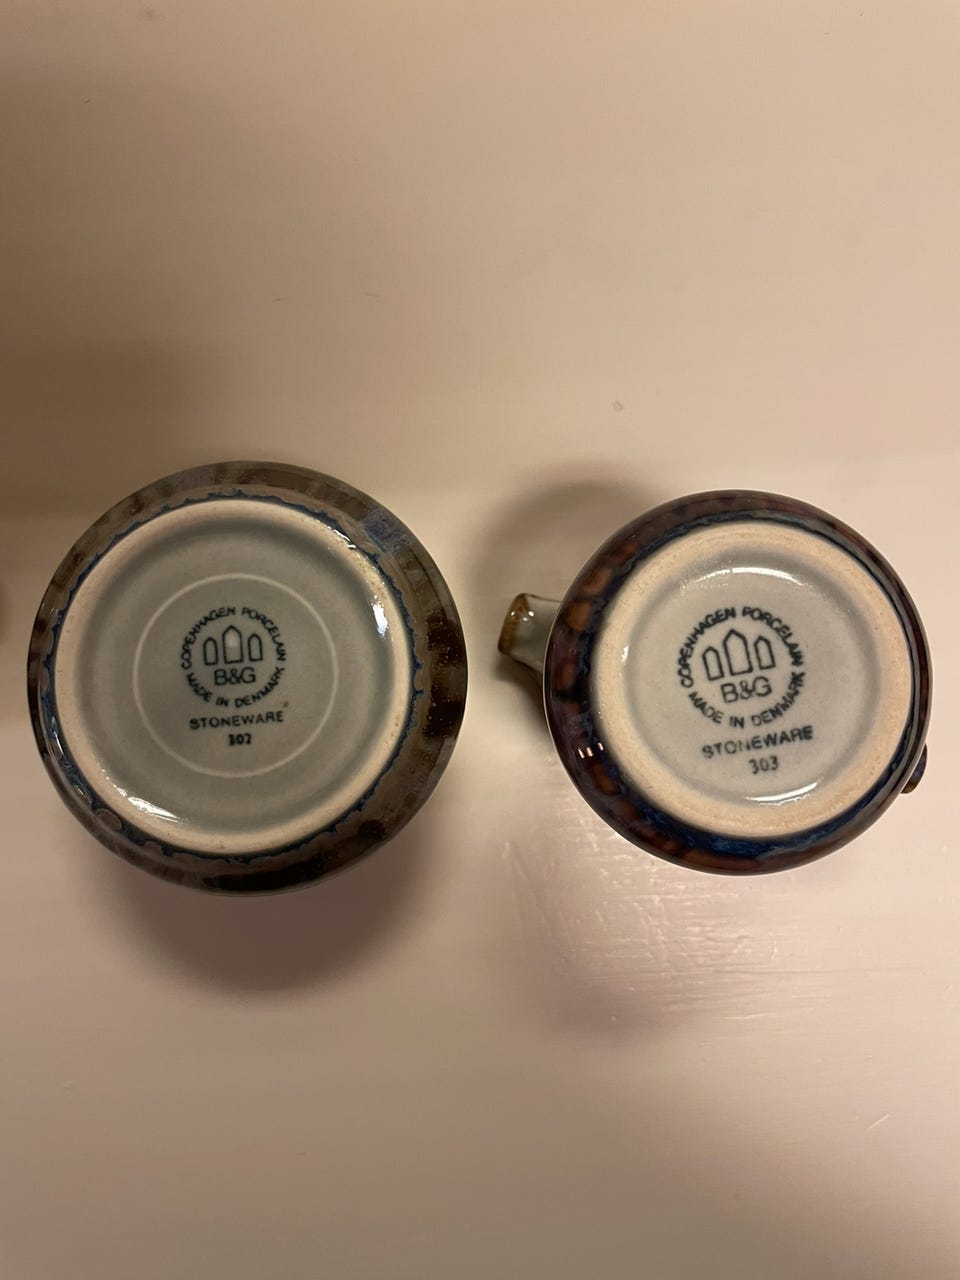 COPENHAGEN PORCELAIN
B&G
MADE IN DENMARK
STONEWARE
302
COPENHAGEN PORCELAIN
B&G
MADE IN DENMARK
STONEWARE
303